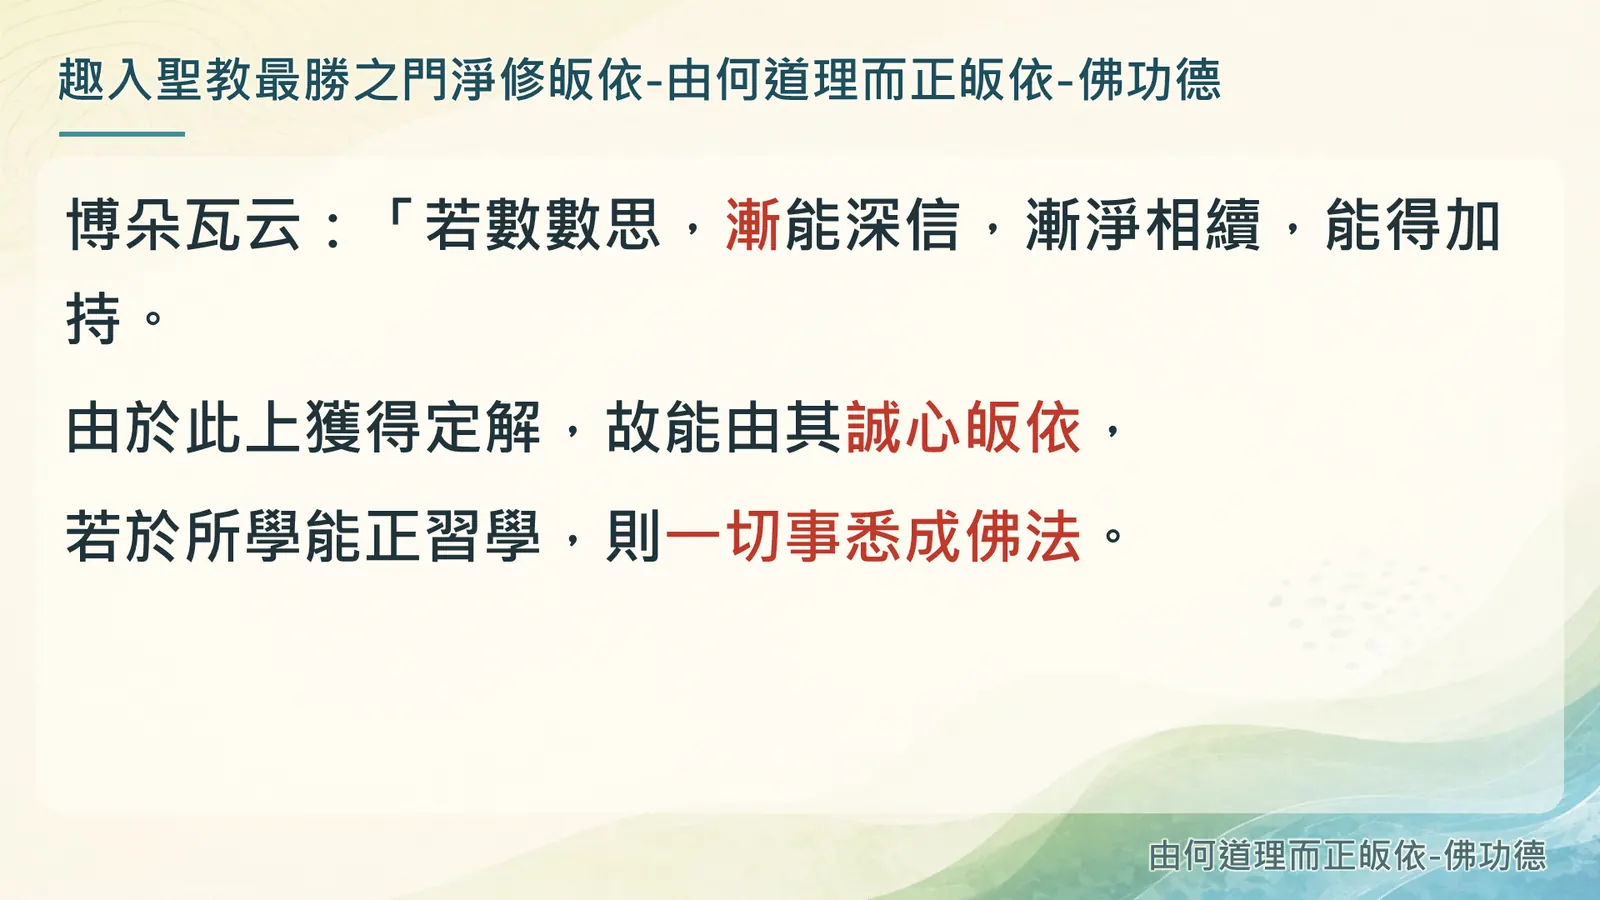 趣入聖教最勝之門淨修皈依-由何道理而正皈依-佛功德
博朵瓦云：「若數數思，漸能深信，漸淨相續，能得加
持。
由於此上獲得定解，故能由其誠心皈依，
若於所學能正習學，則一切事悉成佛法。
由何道理而正皈依-佛功德